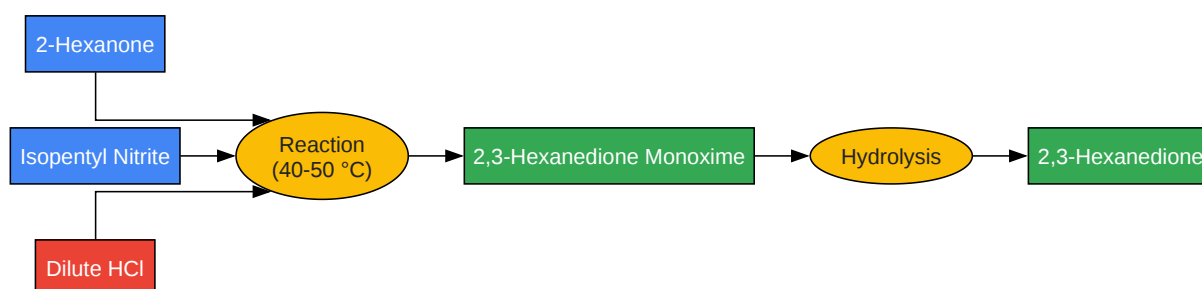 2-Hexanone
Isopentyl Nitrite
Dilute HCl
Reaction
(40-50 °C)
2,3-Hexanedione Monoxime
Hydrolysis
2,3-Hexanedione